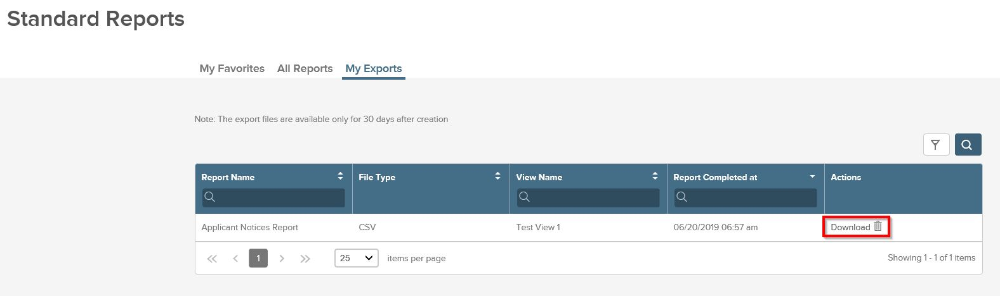 Standard Reports
My Favorites All Reports My Exports
Note: The export files are available only for 30 days after creation
Report Name File Type View Name Report Completed at Actions
Applicant Notices Report CSV Test View 1 06/20/2019 06:57 am Download
1 25 items per page Showing 1 - 1 of 1 items